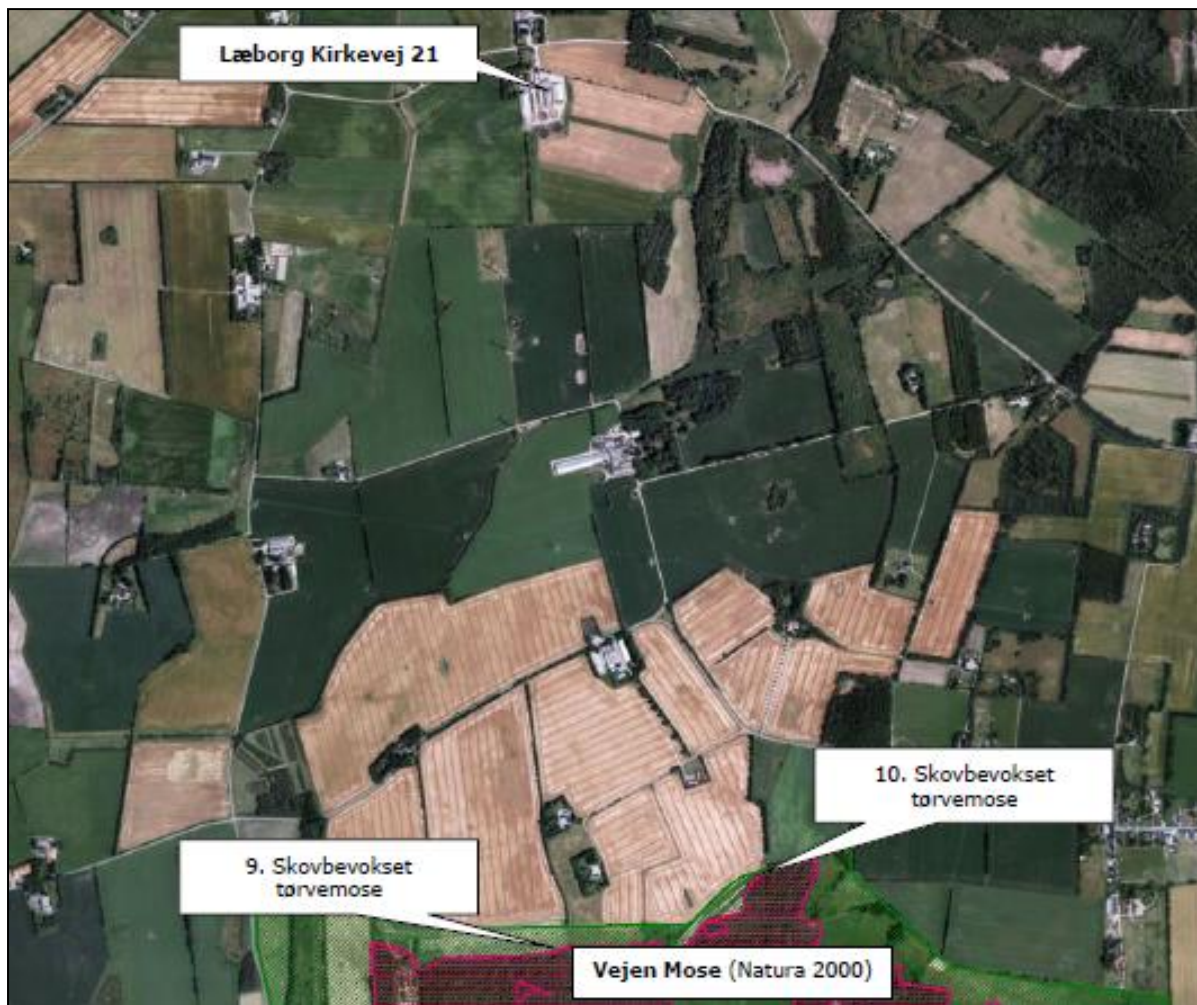 Læborg Kirkevej 21
10. Skovbevokset
tørvemose
9. Skovbevokset
tørvemose
Vejen Mose (Natura 2000)